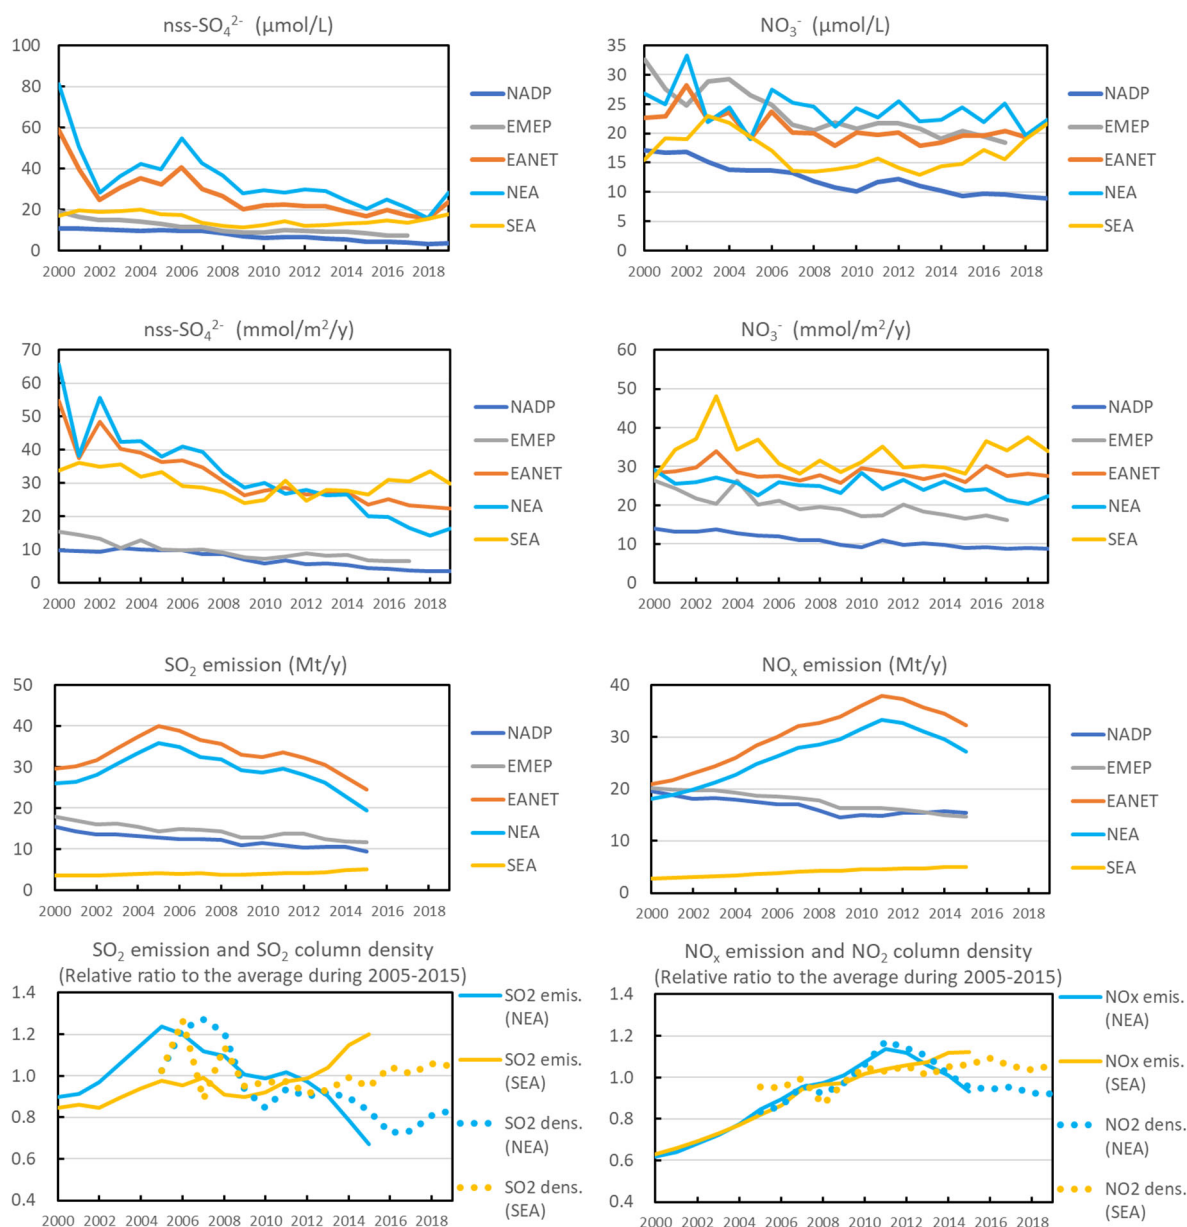 nss-SO₄²⁻ (μmol/L)
100
80
60
40
20
0
2000 2002 2004 2006 2008 2010 2012 2014 2016 2018
NADP
EMEP
EANET
NEA
SEA
NO₃⁻ (μmol/L)
35
30
25
20
15
10
5
0
2000 2002 2004 2006 2008 2010 2012 2014 2016 2018
NADP
EMEP
EANET
NEA
SEA
nss-SO₄²⁻ (mmol/m²/y)
70
60
50
40
30
20
10
0
2000 2002 2004 2006 2008 2010 2012 2014 2016 2018
NADP
EMEP
EANET
NEA
SEA
NO₃⁻ (mmol/m²/y)
60
50
40
30
20
10
0
2000 2002 2004 2006 2008 2010 2012 2014 2016 2018
NADP
EMEP
EANET
NEA
SEA
SO₂ emission (Mt/y)
50
40
30
20
10
0
2000 2002 2004 2006 2008 2010 2012 2014 2016 2018
NADP
EMEP
EANET
NEA
SEA
NOₓ emission (Mt/y)
40
30
20
10
0
2000 2002 2004 2006 2008 2010 2012 2014 2016 2018
NADP
EMEP
EANET
NEA
SEA
SO₂ emission and SO₂ column density
(Relative ratio to the average during 2005-2015)
1.4
1.2
1.0
0.8
0.6
0.4
2000 2002 2004 2006 2008 2010 2012 2014 2016 2018
SO2 emis.
(NEA)
SO2 emis.
(SEA)
SO2 dens.
(NEA)
SO2 dens.
(SEA)
NOₓ emission and NO₂ column density
(Relative ratio to the average during 2005-2015)
1.4
1.2
1.0
0.8
0.6
0.4
2000 2002 2004 2006 2008 2010 2012 2014 2016 2018
NOx emis.
(NEA)
NOx emis.
(SEA)
NO2 dens.
(NEA)
NO2 dens.
(SEA)